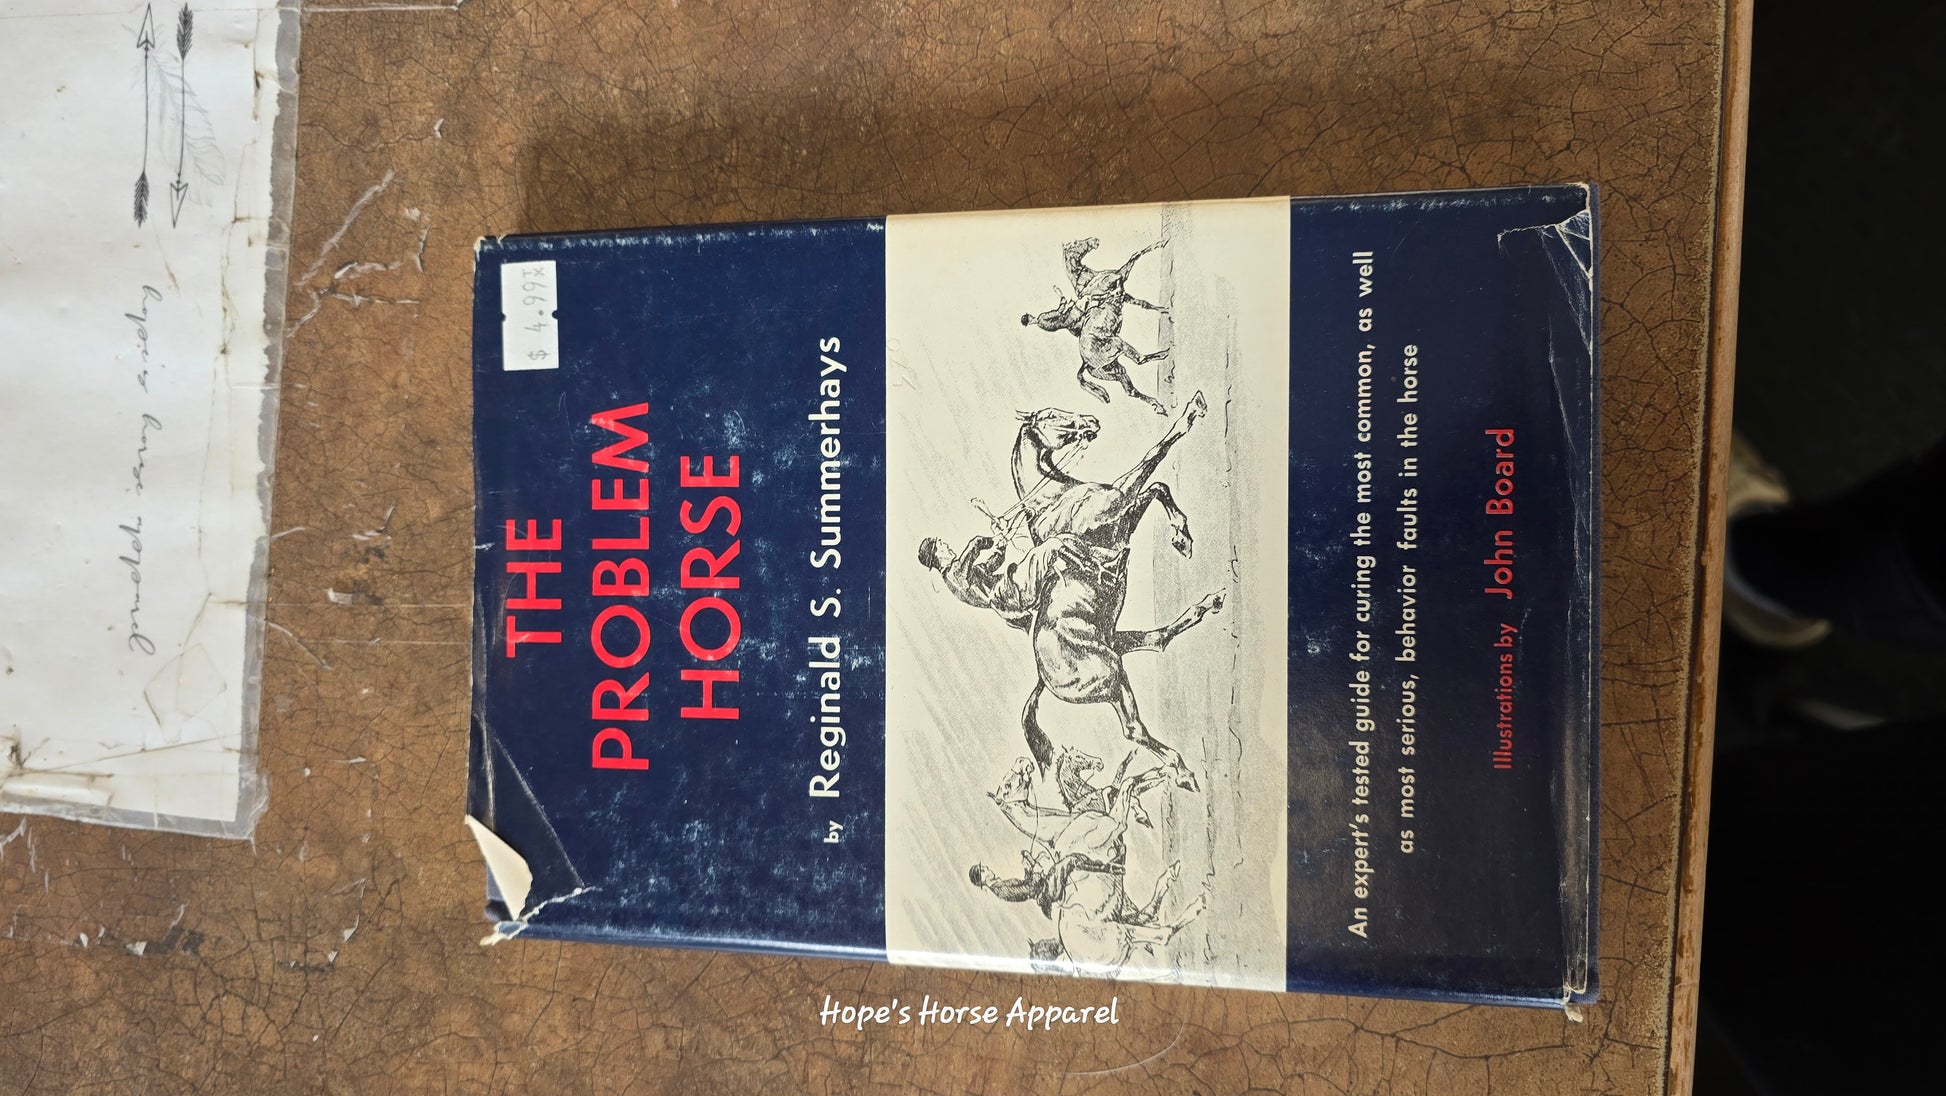 $ 4.99T
X
THE
PROBLEM
HORSE
by Reginald S. Summerhays
An expert's tested guide for curing the most common, as well
as most serious, behavior faults in the horse
Illustrations by John Board
Hope's Horse Apparel